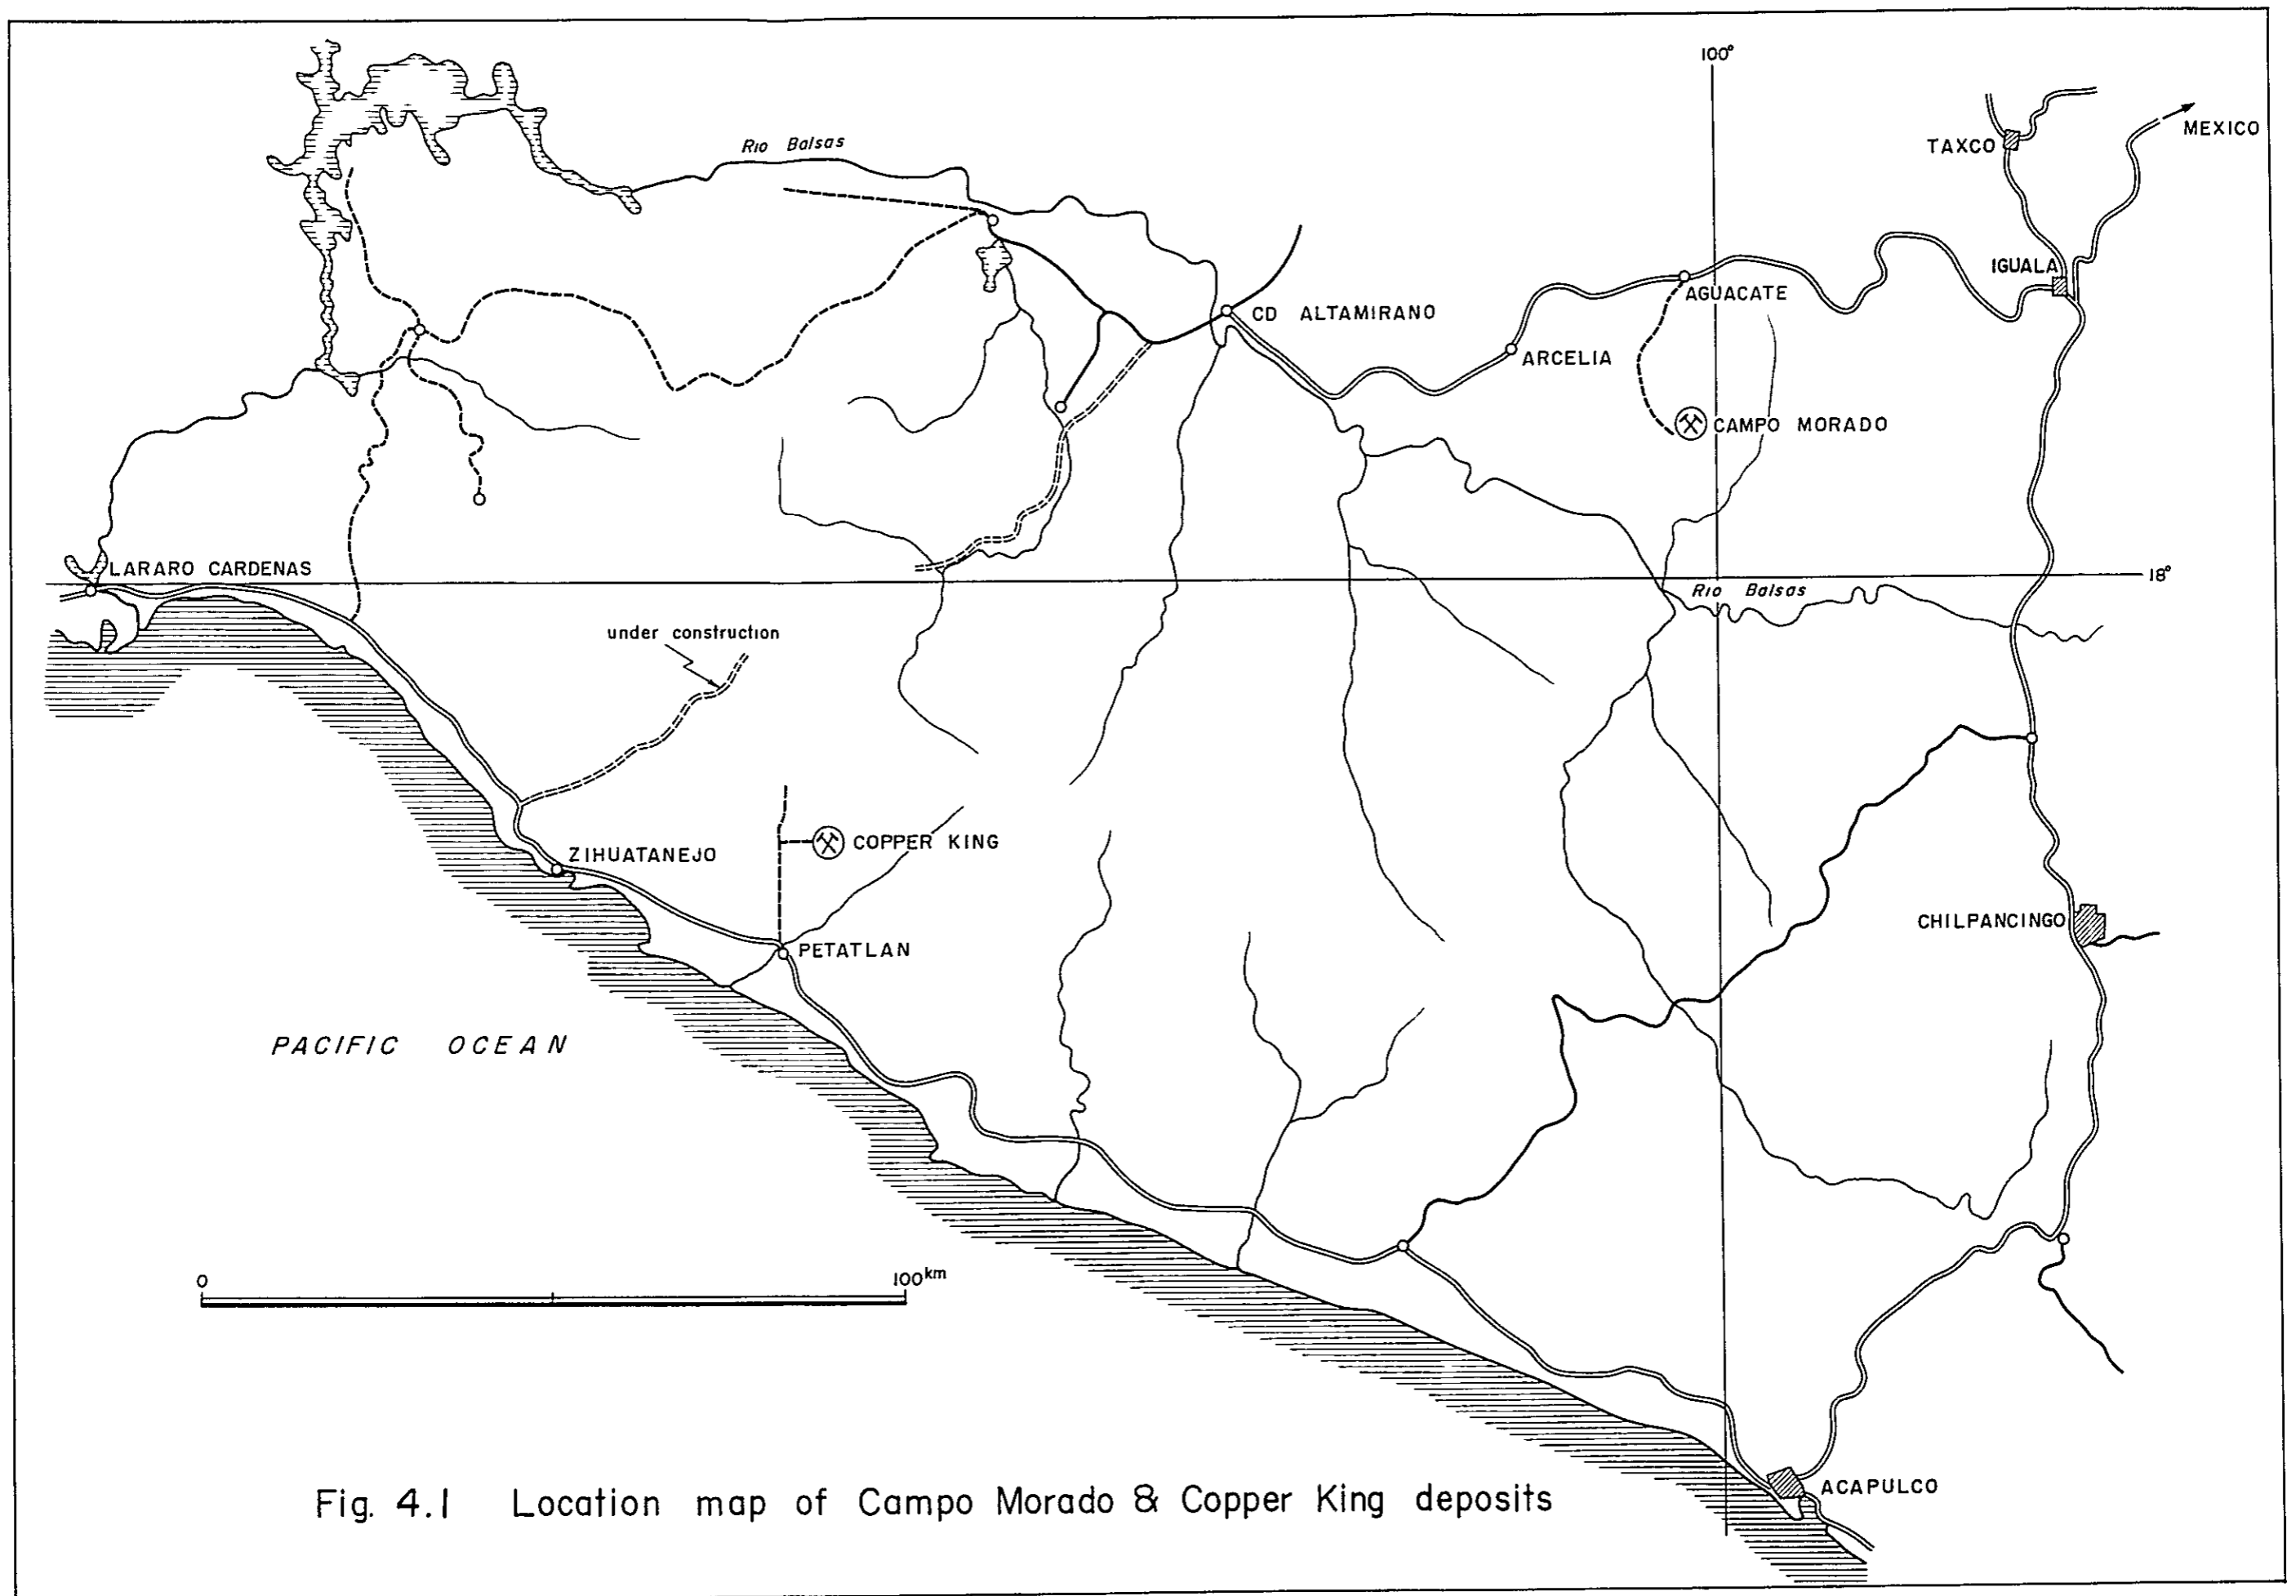 100°
Rio Balsas
TAXCO
MEXICO
IGUALA
AGUACATE
CD ALTAMIRANO
ARCELIA
CAMPO MORADO
LARARO CARDENAS
18°
Rio Balsas
under construction
COPPER KING
ZIHUATANEJO
CHILPANCINGO
PETATLAN
PACIFIC OCEAN
0
100km
ACAPULCO
Fig. 4.1 Location map of Campo Morado & Copper King deposits